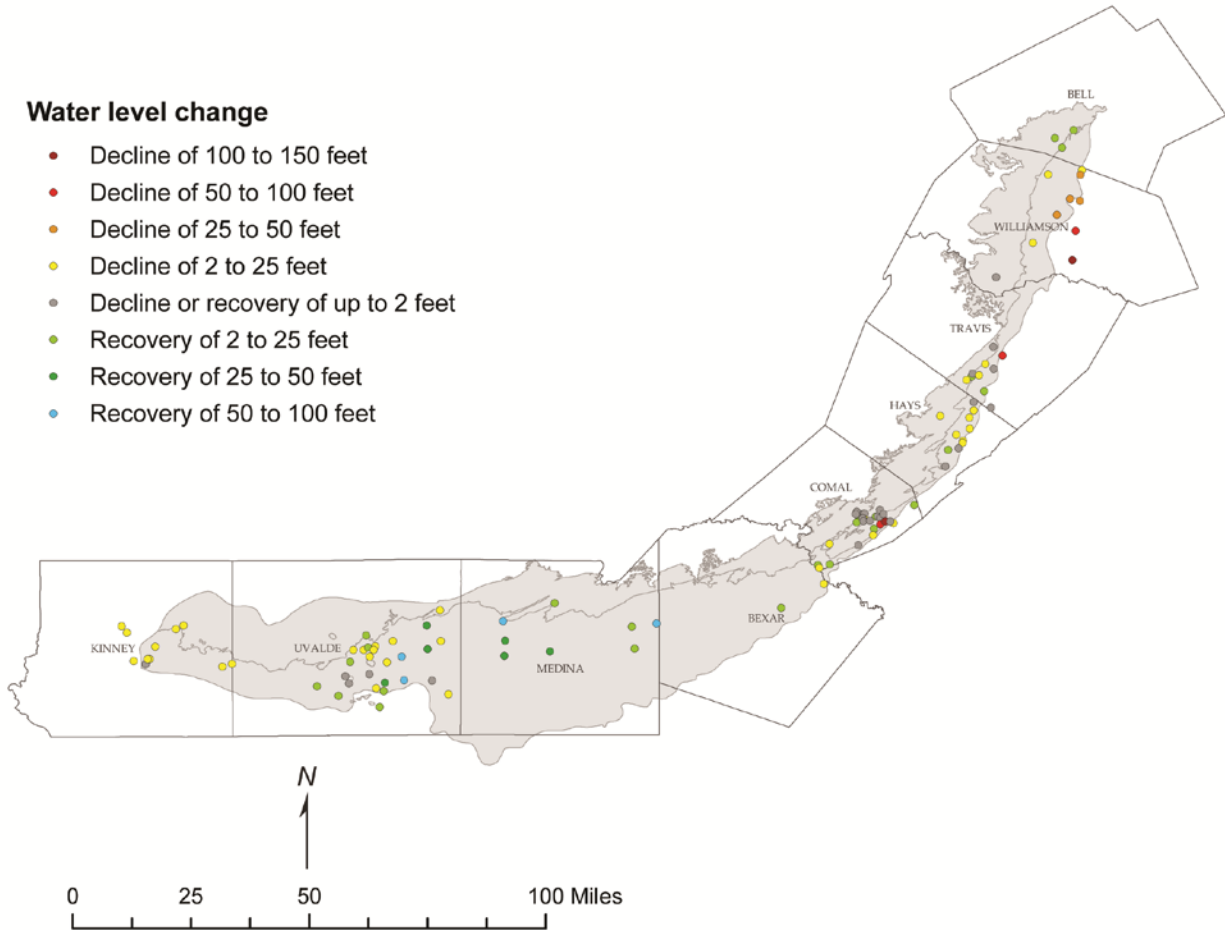 Water level change
Decline of 100 to 150 feet
Decline of 50 to 100 feet
Decline of 25 to 50 feet
Decline of 2 to 25 feet
Decline or recovery of up to 2 feet
Recovery of 2 to 25 feet
Recovery of 25 to 50 feet
Recovery of 50 to 100 feet
BELL
WILLIAMSON
TRAVIS
HAYS
COMAL
BEXAR
KINNEY
UVALDE
MEDINA
N
0 25 50 100 Miles